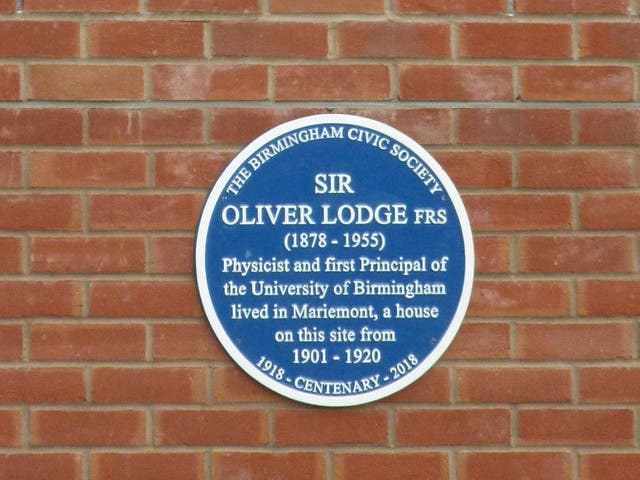 THE BIRMINGHAM CIVIC SOCIETY
SIR
OLIVER LODGE FRS
(1878 - 1955)
Physicist and first Principal of
the University of Birmingham
lived in Mariemont, a house
on this site from
1901 - 1920
1918 - CENTENARY - 2018